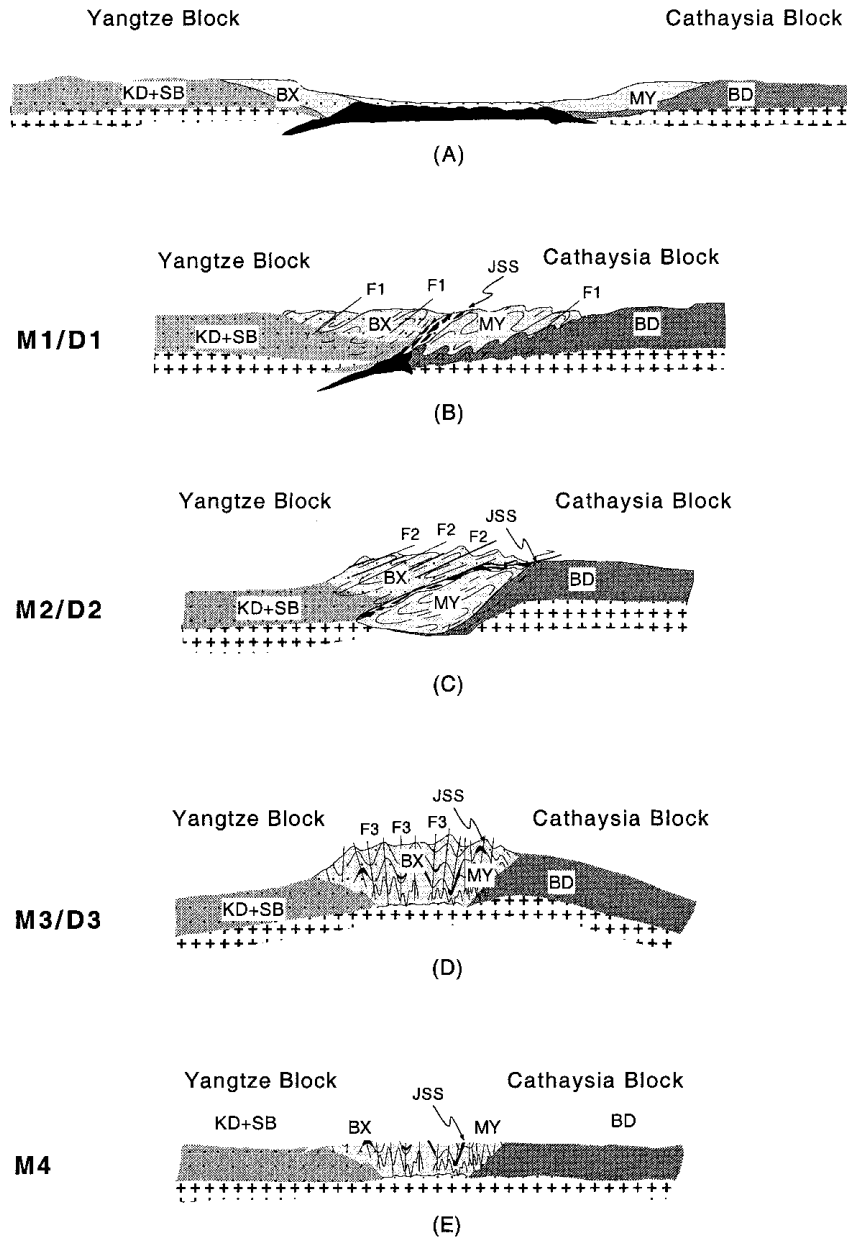 Yangtze Block Cathaysia Block
KD+SB BX MY BD
(A)
JSS
Yangtze Block Cathaysia Block
F1 F1 F1
BX MY BD
M1/D1 KD+SB
(B)
Yangtze Block JSS Cathaysia Block
F2 F2 F2
BX BD
M2/D2 KD+SB MY
(C)
JSS
Yangtze Block F3 F3 F3 Cathaysia Block
BX
MY BD
M3/D3 KD+SB
(D)
Yangtze Block JSS Cathaysia Block
KD+SB BX MY BD
M4
(E)